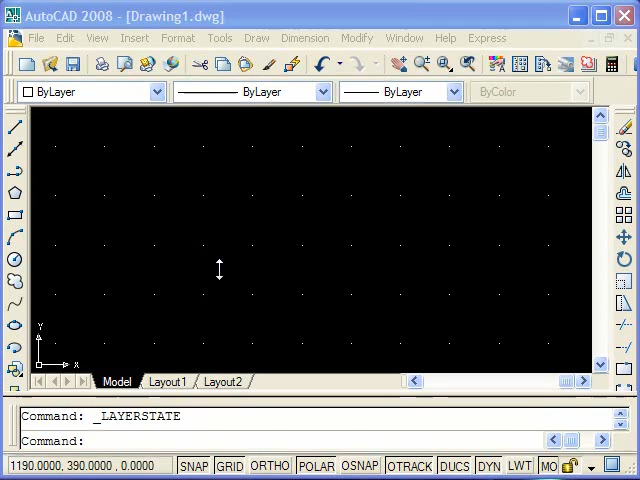 AutoCAD 2008 - [Drawing1.dwg]
File Edit View Insert Format Tools Draw Dimension Modify Window Help Express
ByLayer ByLayer ByLayer ByColor
Y
X
Model Layout1 Layout2
Command: _LAYERSTATE
Command:
1190.0000, 390.0000 , 0.0000 SNAP GRID ORTHO POLAR OSNAP OTRACK DUCS DYN LWT MO